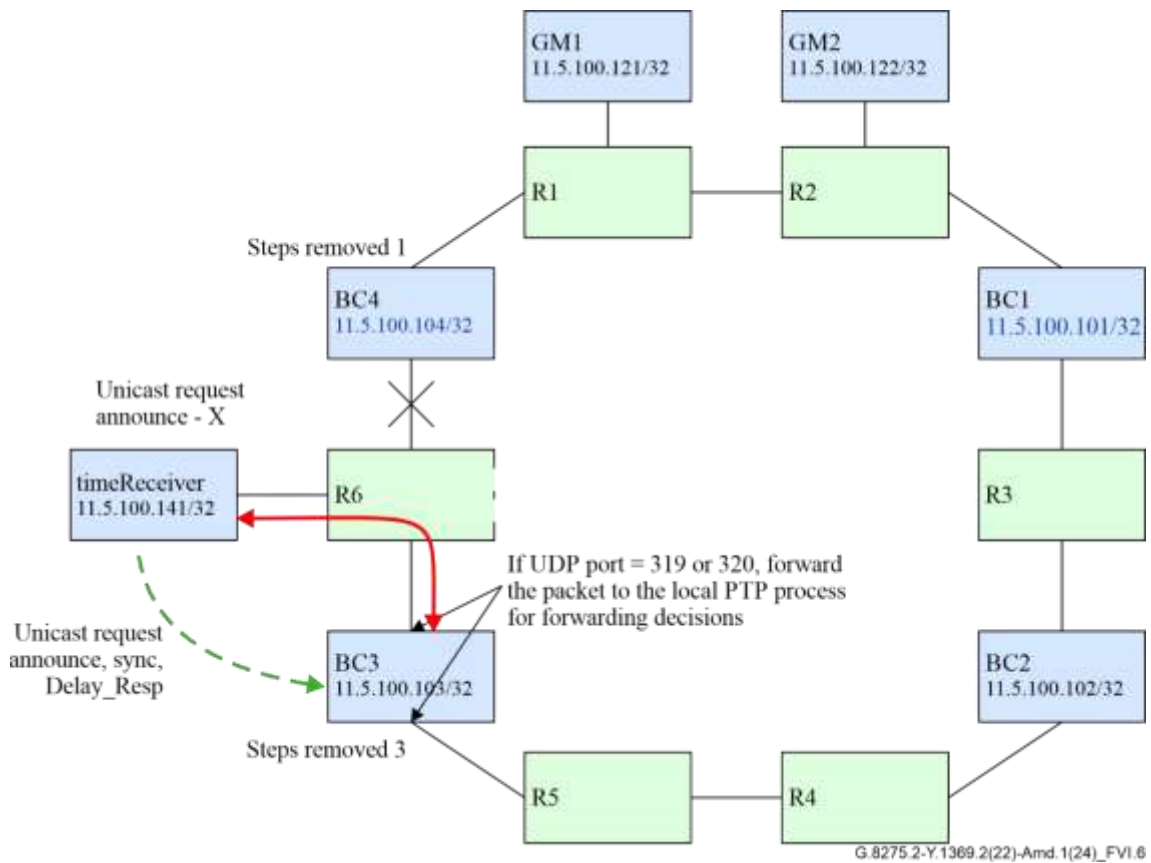 GM1
11.5.100.121/32
GM2
11.5.100.122/32
R1
R2
Steps removed 1
BC4
11.5.100.104/32
BC1
11.5.100.101/32
Unicast request
announce - X
timeReceiver
11.5.100.141/32
R6
R3
If UDP port = 319 or 320, forward
the packet to the local PTP process
for forwarding decisions
Unicast request
announce, sync,
Delay_Resp
BC3
11.5.100.103/32
BC2
11.5.100.102/32
Steps removed 3
R5
R4
G.8275.2-Y.1369.2(22)-Amd.1(24)_FVI.6